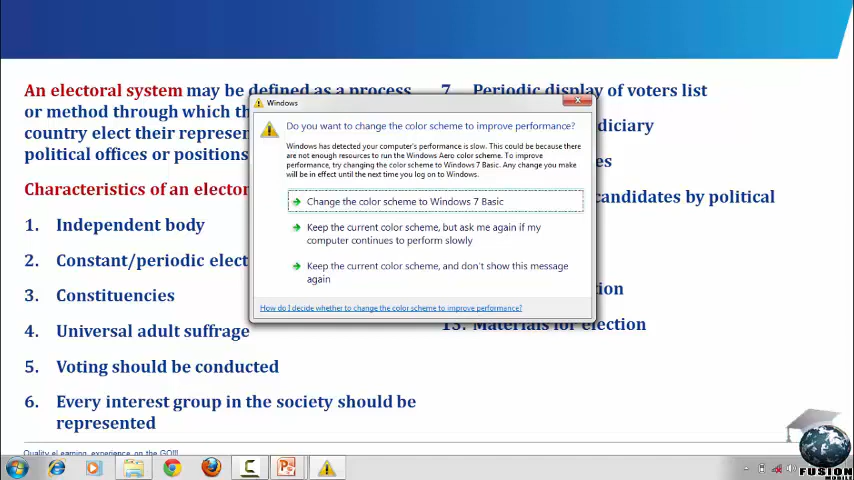 An electoral system may be defined as a process
or method through which th
country elect their represen
political offices or positions
Characteristics of an elector
1. Independent body
2. Constant/periodic elect
3. Constituencies
4. Universal adult suffrage
5. Voting should be conducted
6. Every interest group in the society should be
represented
7 Periodic display of voters list
diciary
es
candidates by political
tion
13. Materials for election
Windows
Do you want to change the color scheme to improve performance?
Windows has detected your computer's performance is slow. This could be because there
are not enough resources to run the Windows Aero color scheme. To improve
performance, try changing the color scheme to Windows 7 Basic. Any change you make
will be in effect until the next time you log on to Windows.
Change the color scheme to Windows 7 Basic
Keep the current color scheme, but ask me again if my
computer continues to perform slowly
Keep the current color scheme, and don't show this message
again
How do I decide whether to change the color scheme to improve performance?
Quality eLearning experience on the GO!!!
FUSION
MOBILE